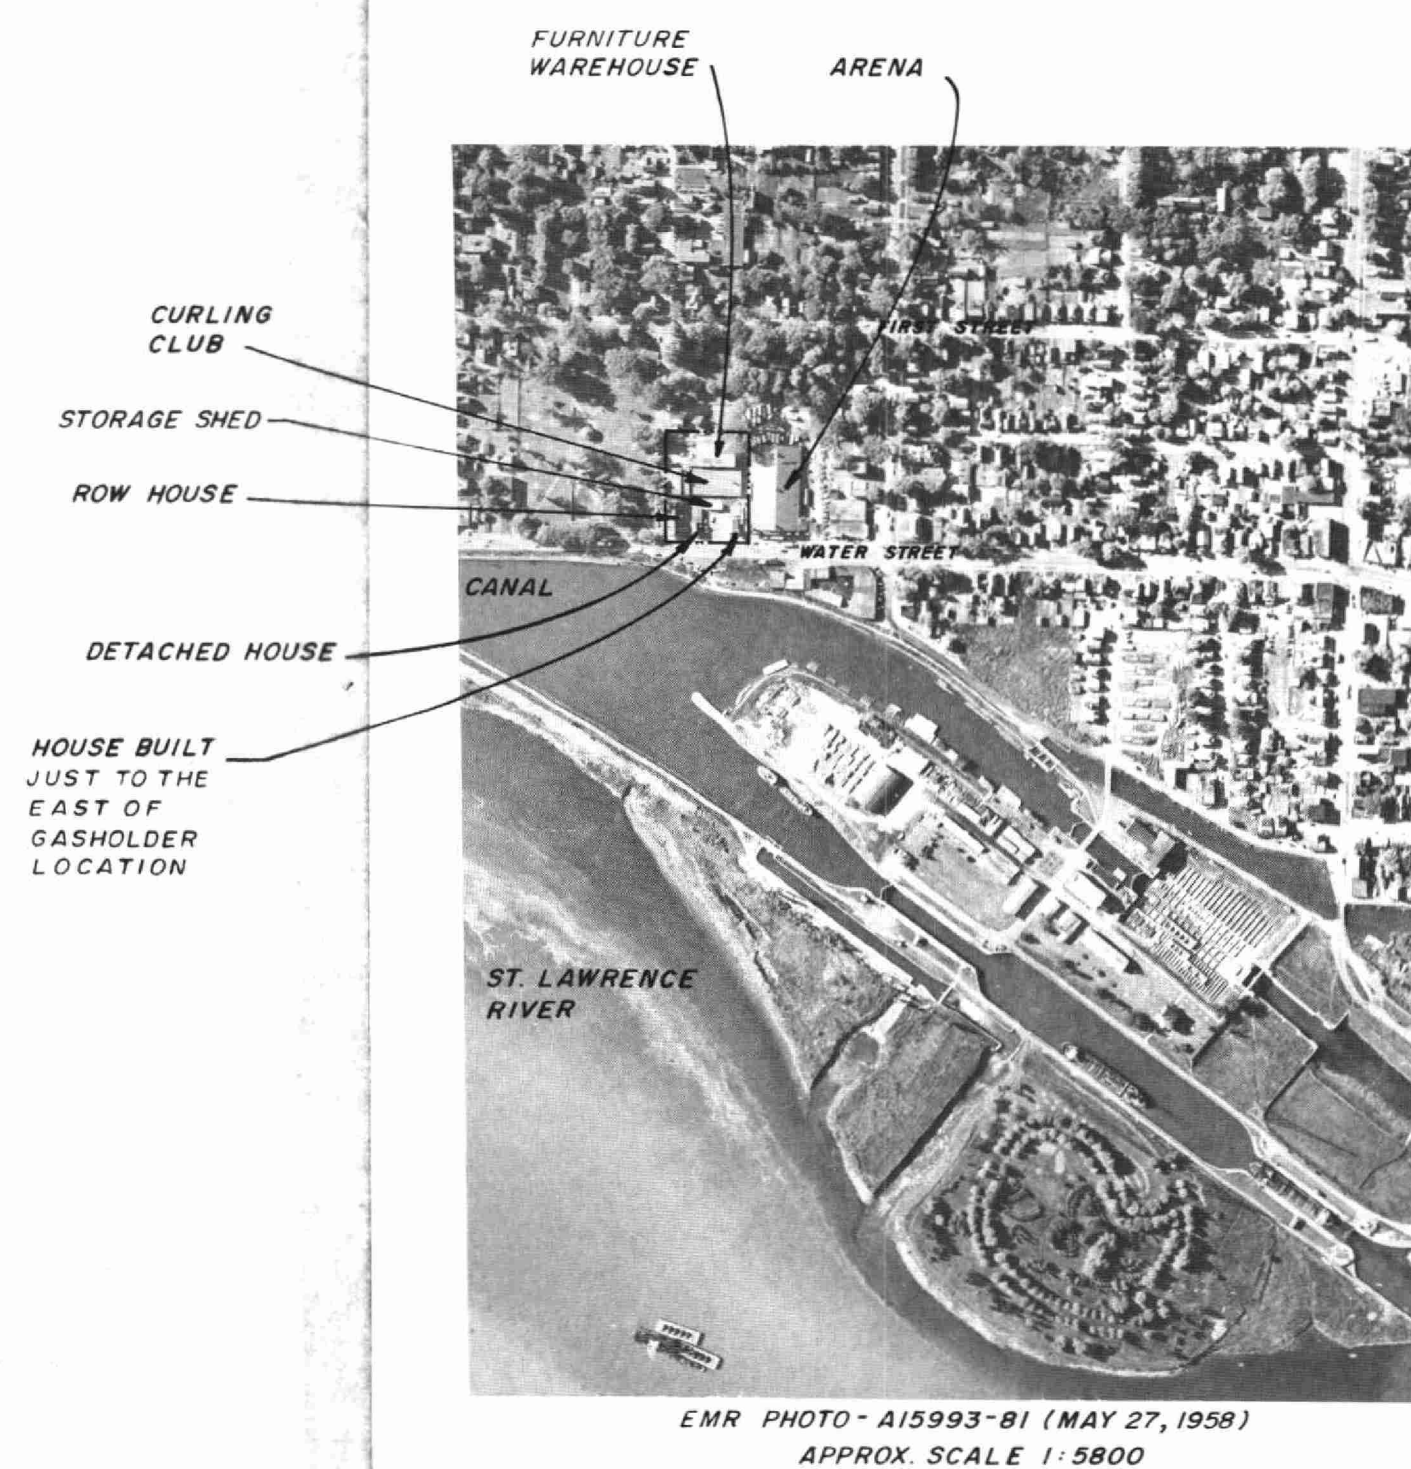 FURNITURE
WAREHOUSE
ARENA
FIRST STREET
CURLING
CLUB
STORAGE SHED
ROW HOUSE
WATER STREET
CANAL
DETACHED HOUSE
HOUSE BUILT
JUST TO THE
EAST OF
GASHOLDER
LOCATION
ST. LAWRENCE
RIVER
EMR PHOTO - A15993-81 (MAY 27, 1958)
APPROX. SCALE 1:5800